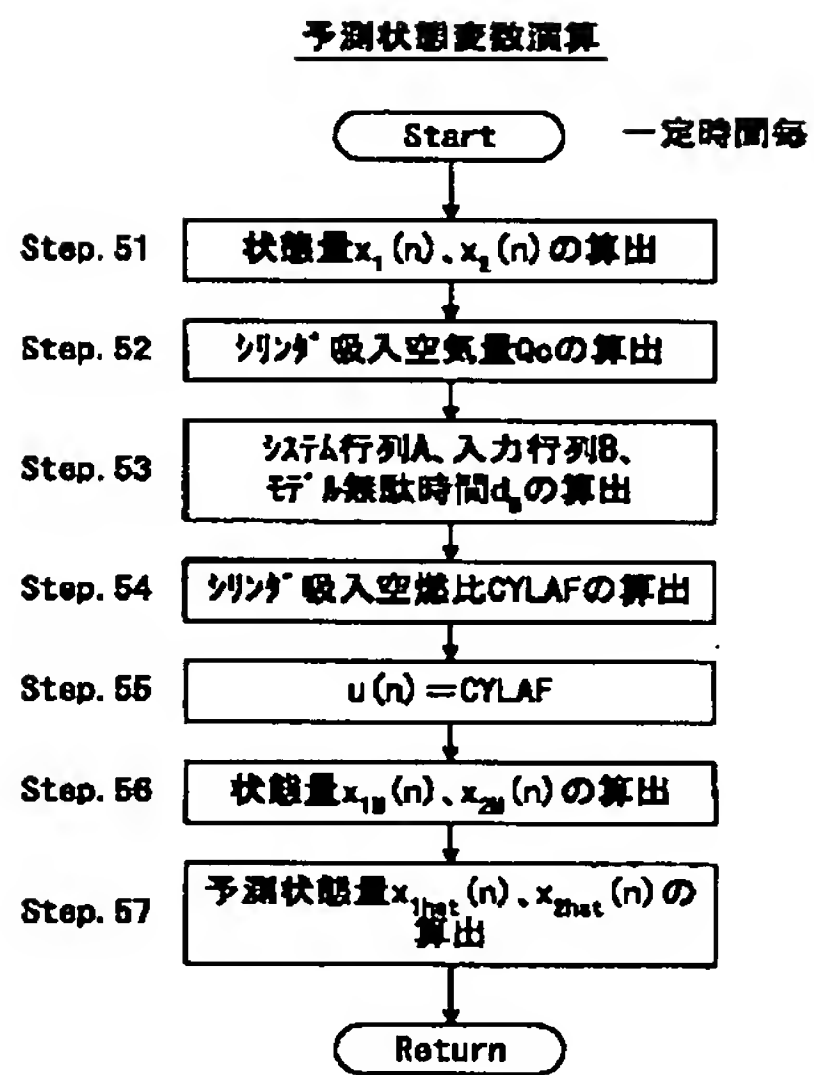 予測状態変数演算
Start
一定時間毎
Step. 51
状態量x₁(n)、x₂(n)の算出
Step. 52
シリンダ吸入空気量Qcの算出
Step. 53
システム行列A、入力行列B、
モデル無駄時間dₘの算出
Step. 54
シリンダ吸入空燃比CYLAFの算出
Step. 55
u(n)=CYLAF
Step. 56
状態量x₁M(n)、x₂M(n)の算出
Step. 57
予測状態量x₁hat(n)、x₂hat(n)の
算出
Return